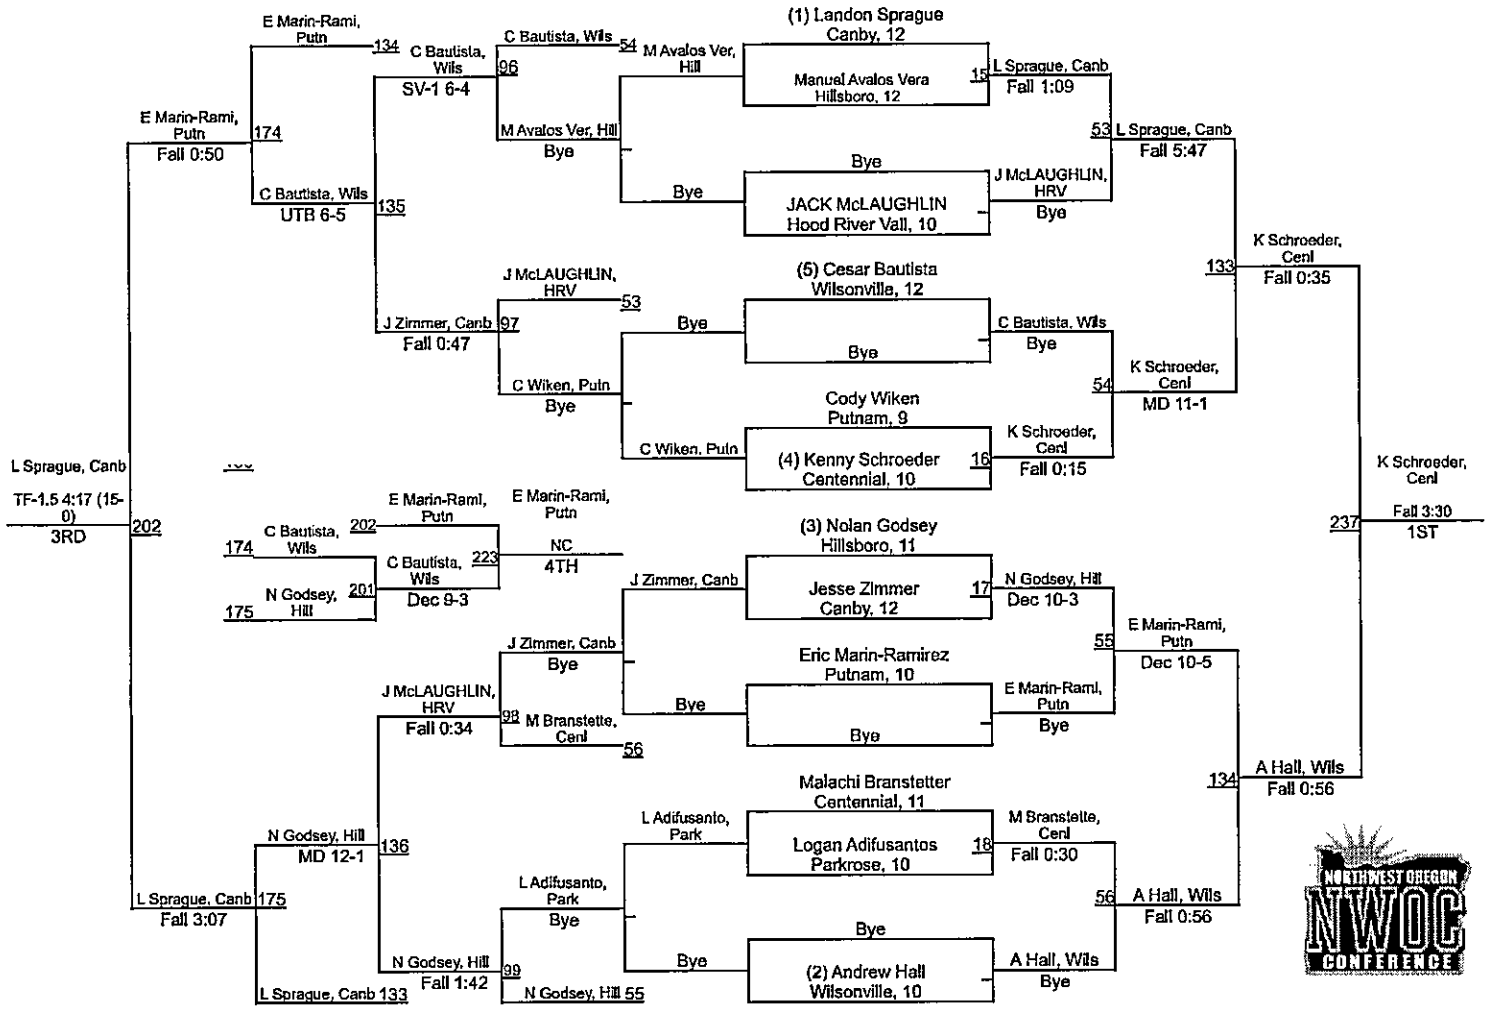 E Marin-Rami,
Putn
134
C Bautista,
Wils
SV-1 6-4
C Bautista, Wils
54
96
M Avalos Ver,
Hill
(1) Landon Sprague
Canby, 12
Manuel Avalos Vera
Hillsboro, 12
15
L Sprague, Canb
Fall 1:09
E Marin-Rami,
Putn
Fall 0:50
174
M Avalos Ver, Hill
Bye
53
L Sprague, Canb
Fall 5:47
Bye
C Bautista, Wils
UTB 6-5
135
Bye
JACK McLAUGHLIN
Hood River Vall, 10
J McLAUGHLIN,
HRV
Bye
K Schroeder,
Cenl
Fall 0:35
133
J McLAUGHLIN,
HRV
53
(5) Cesar Bautista
Wilsonville, 12
J Zimmer, Canb
97
Fall 0:47
Bye
Bye
C Bautista, Wils
Bye
C Wiken, Putn
Bye
54
K Schroeder,
Cenl
MD 11-1
Cody Wiken
Putnam, 9
C Wiken, Putn
(4) Kenny Schroeder
Centennial, 10
16
K Schroeder,
Cenl
Fall 0:15
L Sprague, Canb
TF-1.5 4:17 (15-
0)
3RD
202
K Schroeder,
Cenl
Fall 3:30
1ST
237
E Marin-Rami,
Putn
202
E Marin-Rami,
Putn
NC
4TH
C Bautista,
Wils
174
C Bautista,
Wils
223
Dec 9-3
N Godsey,
Hill
175
201
(3) Nolan Godsey
Hillsboro, 11
J Zimmer, Canb
Jesse Zimmer
Canby, 12
17
N Godsey, Hill
Dec 10-3
J Zimmer, Canb
Bye
55
E Marin-Rami,
Putn
Dec 10-5
Eric Marin-Ramirez
Putnam, 10
J McLAUGHLIN,
HRV
Fall 0:34
98
M Branstette,
Cenl
56
Bye
Bye
E Marin-Rami,
Putn
Bye
134
A Hall, Wils
Fall 0:56
Malachi Branstetter
Centennial, 11
N Godsey, Hill
MD 12-1
136
L Adifusanto,
Park
Logan Adifusantos
Parkrose, 10
18
M Branstette,
Cenl
Fall 0:30
L Sprague, Canb
175
Fall 3:07
L Adifusanto,
Park
Bye
56
A Hall, Wils
Fall 0:56
Bye
N Godsey, Hill
Fall 1:42
99
Bye
(2) Andrew Hall
Wilsonville, 10
A Hall, Wils
Bye
L Sprague, Canb 133
N Godsey, Hill 55
NORTHWEST OREGON
NWOC
CONFERENCE